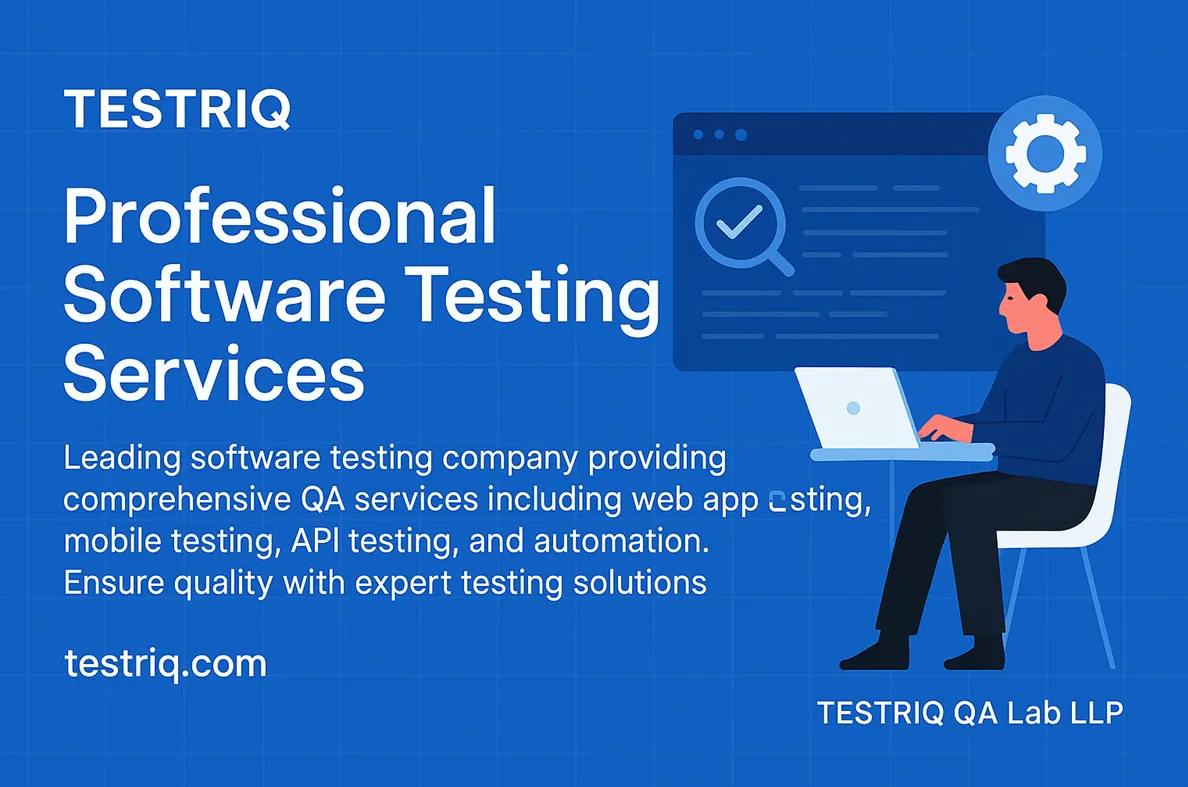 TESTRIQ
Professional
Software Testing
Services
Leading software testing company providing
comprehensive QA services including web app sting,
mobile testing, API testing, and automation.
Ensure quality with expert testing solutions
testriq.com
TESTRIQ QA Lab LLP